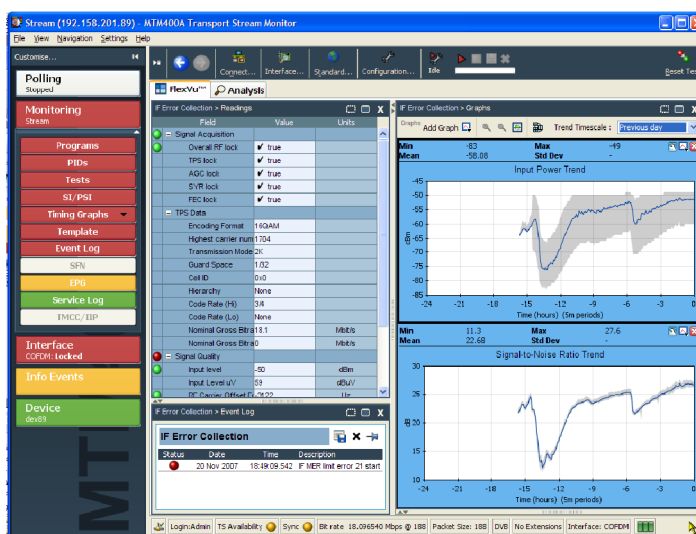 Stream (192.158.201.89) - MTM400A Transport Stream Monitor
File View Navigation Settings Help
Customise...
Connect... Interface... Standard... Configuration... Idle Reset Tes
Polling
Stopped
Monitoring
Stream
Programs
PIDs
Tests
SI/PSI
Timing Graphs
Template
Event Log
SFN
EPG
Service Log
TMCC/IIP
Interface
COFDM: Locked
Info Events
Device
dev89
MTM
FlexVu™ Analysis
IF Error Collection > Readings
Field Value Units
Signal Acquisition
Overall RF lock true
TPS lock true
AGC lock true
SYR lock true
FEC lock true
TPS Data
Encoding Format 16QAM
Highest carrier num 1704
Transmission Mode 2K
Guard Space 1/32
Cell ID 0x0
Hierarchy None
Code Rate (Hi) 3/4
Code Rate (Lo) None
Nominal Gross Bitra 18.1 Mbit/s
Nominal Gross Bitra 0 Mbit/s
Signal Quality
Input level -50 dBm
Input Level uV 59 dBuV
IF Error Collection > Event Log
IF Error Collection
Status Date Time Description
20 Nov 2007 18:49:09.542 IF MER limit error 21 start
IF Error Collection > Graphs
Graphs Add Graph Trend Timescale : Previous day
Min -83 Max -49
Mean -58.08 Std Dev -
Input Power Trend
-45
-50
-55
-60
-65
-70
-75
-80
-85
dBm
-24 -21 -18 -15 -12 -9 -6 -3 0
Time (hours) (5m periods)
Min 11.3 Max 27.6
Mean 22.68 Std Dev -
Signal-to-Noise Ratio Trend
30
25
20
15
10
dB
-24 -21 -18 -15 -12 -9 -6 -3 0
Time (hours) (5m periods)
Login:Admin TS Availability Sync Bit rate 18.096540 Mbps @ 188 Packet Size: 188 DVB No Extensions Interface: COFDM